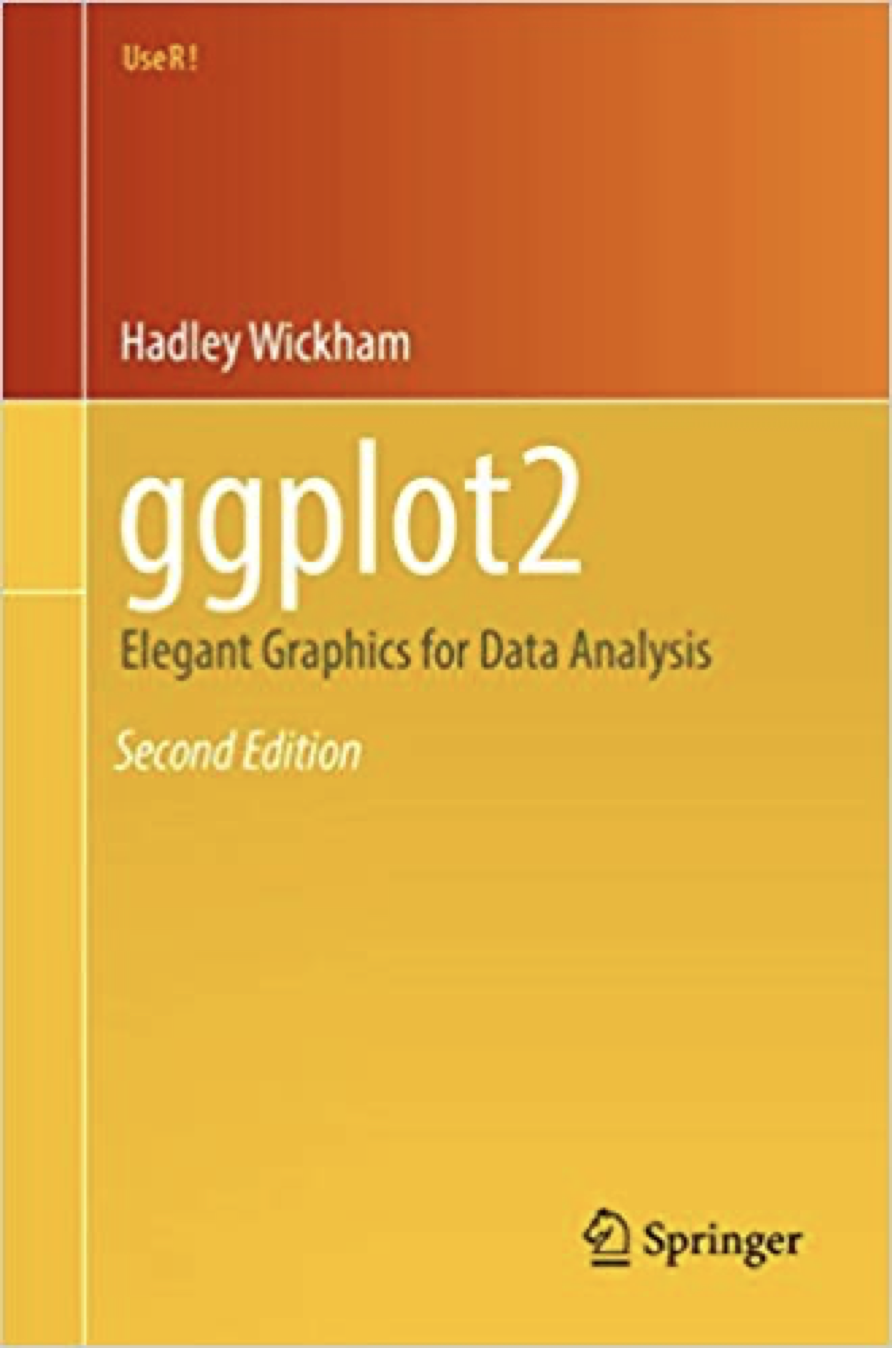 Use R!
Hadley Wickham
ggplot2
Elegant Graphics for Data Analysis
Second Edition
Springer